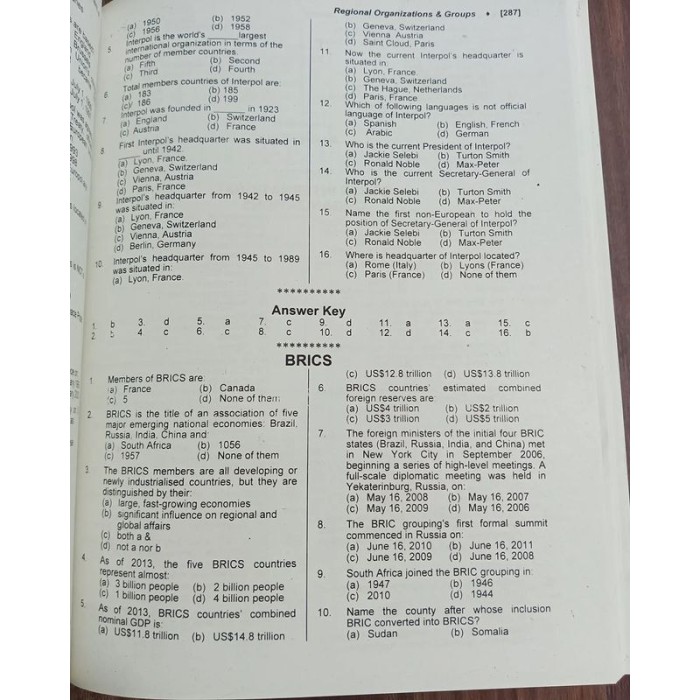 Regional Organizations & Groups • [287]
(a) 1950 (b) 1952
(c) 1956 (d) 1958
5 Interpol is the world's ______ largest
international organization in terms of the
number of member countries.
(a) Fifth (b) Second
(c) Third (d) Fourth
6 Total members countries of Interpol are:
(a) 183 (b) 185
(c) 186 (d) 199
7 Interpol was founded in ______ in 1923
(a) England (b) Switzerland
(c) Austria (d) France
8 First Interpol's headquarter was situated in
______ until 1942.
(a) Lyon, France.
(b) Geneva, Switzerland
(c) Vienna, Austria
(d) Paris, France
9 Interpol's headquarter from 1942 to 1945
was situated in:
(a) Lyon, France
(b) Geneva, Switzerland
(c) Vienna, Austria
(d) Berlin, Germany
10 Interpol's headquarter from 1945 to 1989
was situated in:
(a) Lyon, France.
(b) Geneva, Switzerland
(c) Vienna Austria
(d) Saint Cloud, Paris
11. Now the current Interpol's headquarter is
situated in
(a) Lyon, France
(b) Geneva, Switzerland
(c) The Hague, Netherlands
(d) Paris, France
12. Which of following languages is not official
language of Interpol?
(a) Spanish (b) English, French
(c) Arabic (d) German
13. Who is the current President of Interpol?
(a) Jackie Selebi (b) Turton Smith
(c) Ronald Noble (d) Max-Peter
14. Who is the current Secretary-General of
Interpol?
(a) Jackie Selebi (b) Turton Smith
(c) Ronald Noble (d) Max-Peter
15 Name the first non-European to hold the
position of Secretary-General of Interpol?
(a) Jackie Selebi (b) Turton Smith
(c) Ronald Noble (d) Max-Peter
16. Where is headquarter of Interpol located?
(a) Rome (Italy) (b) Lyons (France)
(c) Paris (France) (d) None of them
**********
Answer Key
1. b 3. d 5. a 7. c 9. d 11. a 13. a 15. c
2 4 c 6. c 8. c 10. d 12. d 14. c 16. b
**********
BRICS
1 Members of BRICS are:
(a) France (b) Canada
(c) 5 (d) None of them
2. BRICS is the title of an association of five
major emerging national economies: Brazil,
Russia, India, China and:
(a) South Africa (b) 1056
(c) 1957 (d) None of them
3 The BRICS members are all developing or
newly industrialised countries, but they are
distinguished by their:
(a) large, fast-growing economies
(b) significant influence on regional and
global affairs
(c) both a &
(d) not a nor b
4 As of 2013, the five BRICS countries
represent almost:
(a) 3 billion people (b) 2 billion people
(c) 1 billion people (d) 4 billion people
5. As of 2013, BRICS countries' combined
nominal GDP is:
(a) US$11.8 trillion (b) US$14.8 trillion
(c) US$12.8 trillion (d) US$13.8 trillion
6. BRICS countries' estimated combined
foreign reserves are:
(a) US$4 trillion (b) US$2 trillion
(c) US$3 trillion (d) US$5 trillion
7. The foreign ministers of the initial four BRIC
states (Brazil, Russia, India, and China) met
in New York City in September 2006,
beginning a series of high-level meetings. A
full-scale diplomatic meeting was held in
Yekaterinburg, Russia, on:
(a) May 16, 2008 (b) May 16, 2007
(c) May 16, 2009 (d) May 16, 2006
8. The BRIC grouping's first formal summit
commenced in Russia on:
(a) June 16, 2010 (b) June 16, 2011
(c) June 16, 2009 (d) June 16, 2008
9. South Africa joined the BRIC grouping in:
(a) 1947 (b) 1946
(c) 2010 (d) 1944
10. Name the county after whose inclusion
BRIC converted into BRICS?
(a) Sudan (b) Somalia